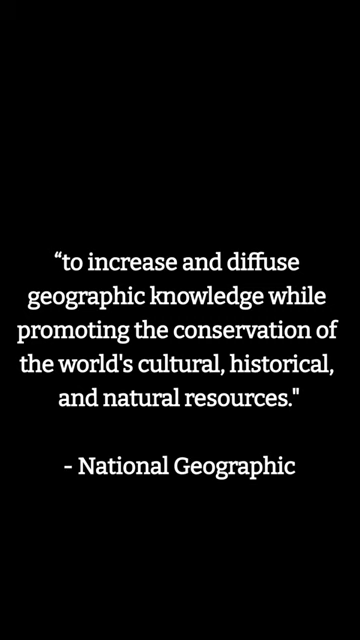 “to increase and diffuse
geographic knowledge while
promoting the conservation of
the world's cultural, historical,
and natural resources."
- National Geographic